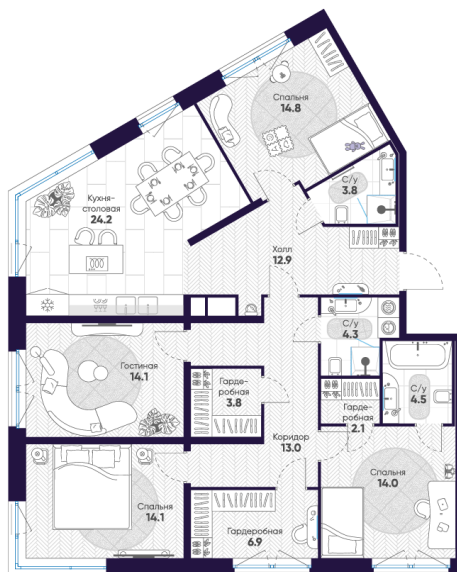 Спальня
14.8
С/у
3.8
Кухня-
столовая
24.2
Холл
12.9
С/у
4.3
Гостиная
14.1
Гарде-
робная
3.8
С/у
4.5
Гарде-
робная
2.1
Коридор
13.0
Спальня
14.0
Спальня
14.1
Гардеробная
6.9